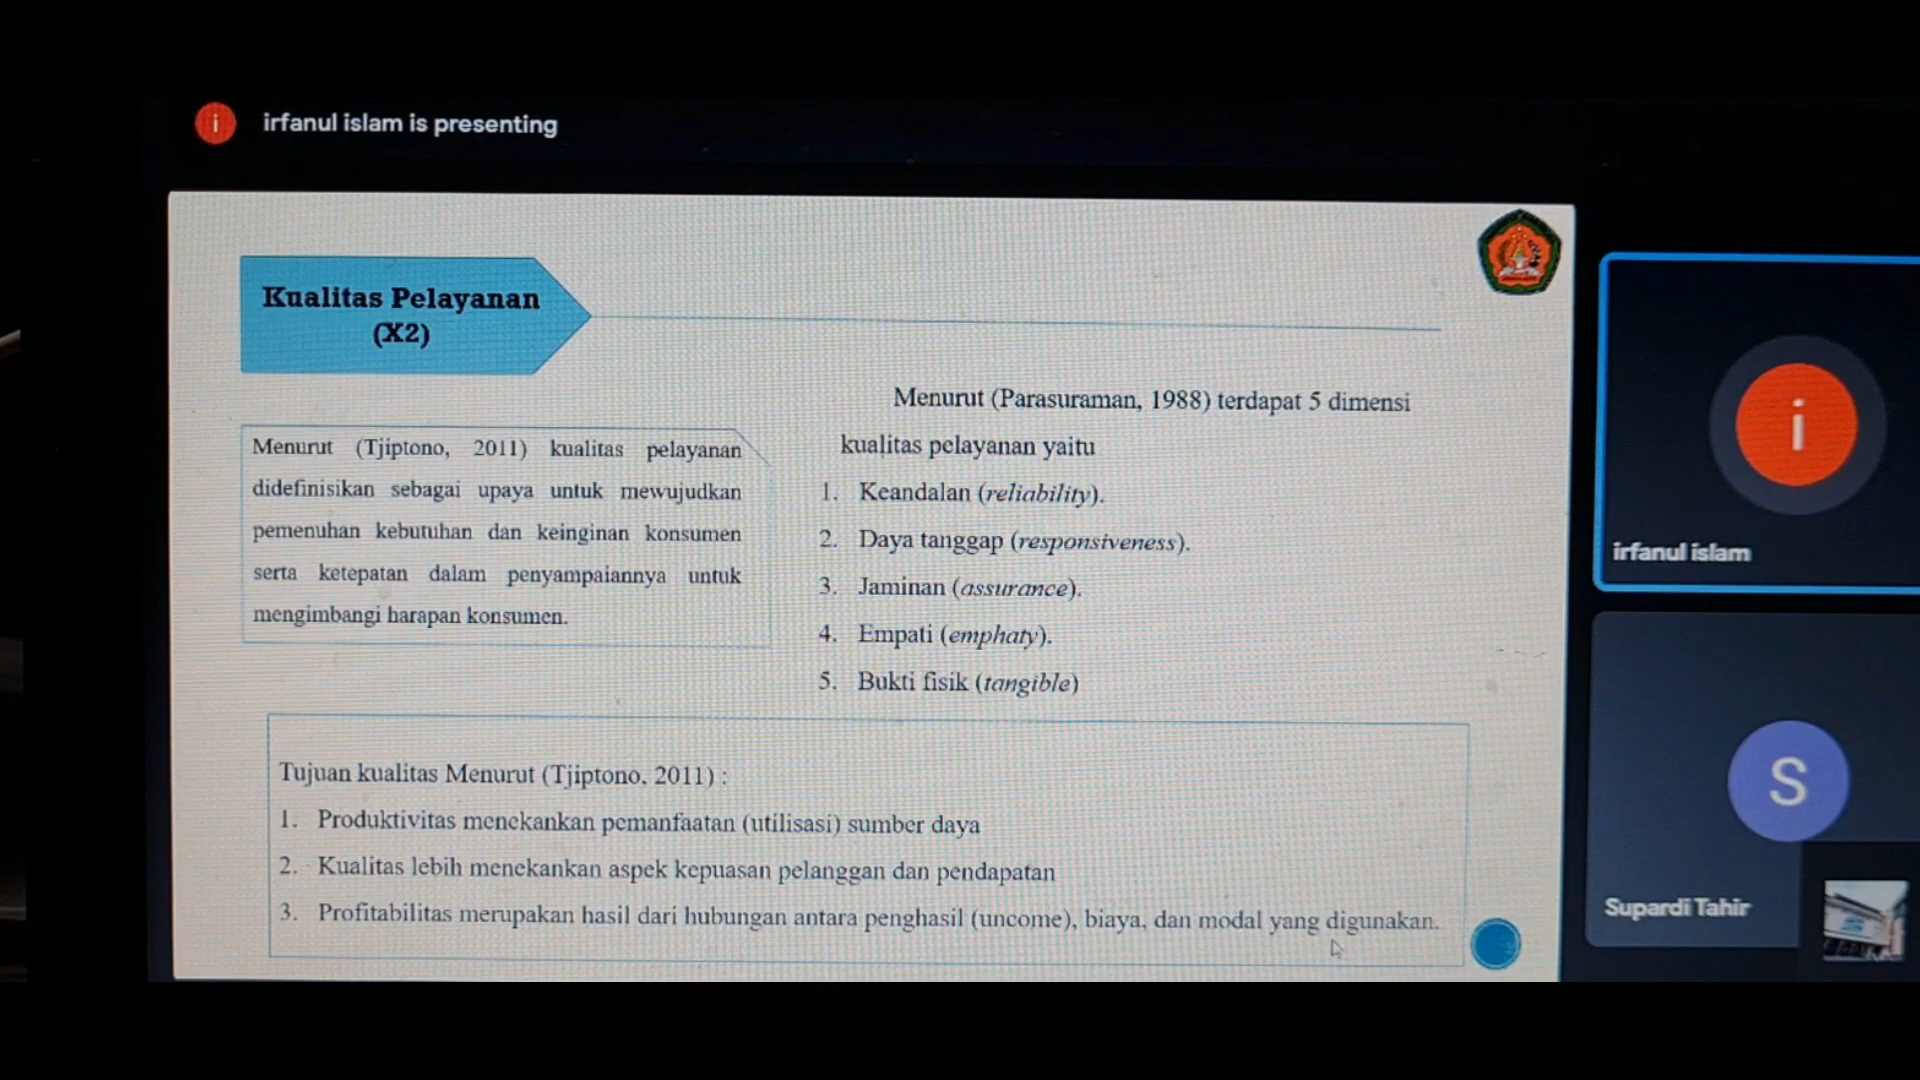 i
irfanul islam is presenting
Kualitas Pelayanan
(X2)
Menurut (Tjiptono, 2011) kualitas pelayanan
didefinisikan sebagai upaya untuk mewujudkan
pemenuhan kebutuhan dan keinginan konsumen
serta ketepatan dalam penyampaiannya untuk
mengimbangi harapan konsumen.
Menurut (Parasuraman, 1988) terdapat 5 dimensi
kualitas pelayanan yaitu
1. Keandalan (reliability).
2. Daya tanggap (responsiveness).
3. Jaminan (assurance).
4. Empati (emphaty).
5. Bukti fisik (tangible)
Tujuan kualitas Menurut (Tjiptono, 2011) :
1. Produktivitas menekankan pemanfaatan (utilisasi) sumber daya
2. Kualitas lebih menekankan aspek kepuasan pelanggan dan pendapatan
3. Profitabilitas merupakan hasil dari hubungan antara penghasil (uncome), biaya, dan modal yang digunakan.
i
irfanul islam
S
Supardi Tahir